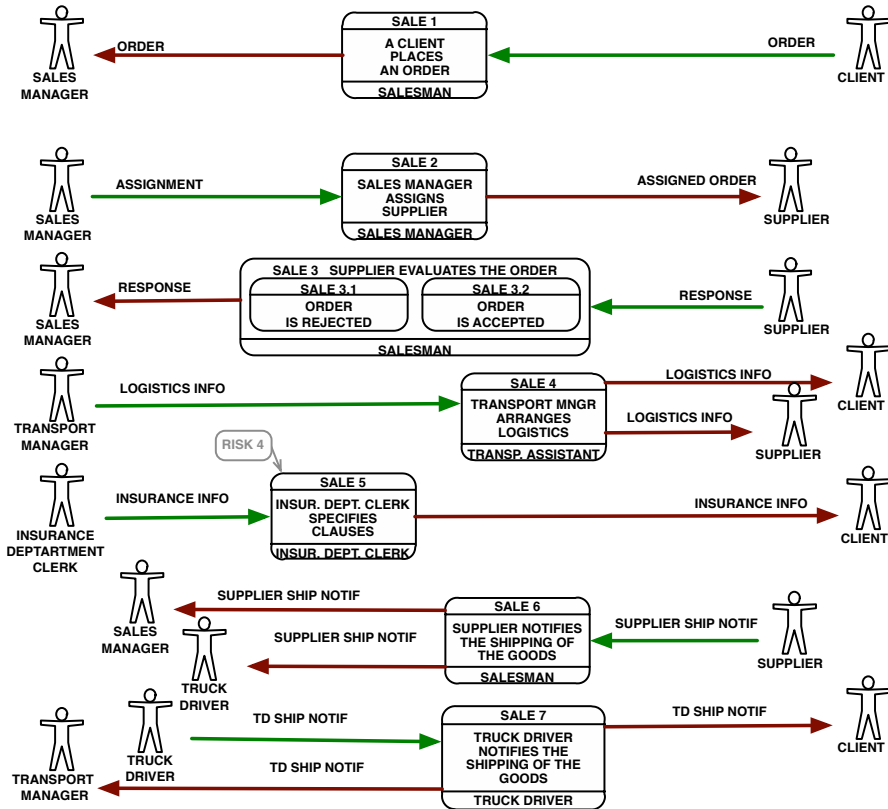 SALE 1
ORDER
A CLIENT
PLACES
AN ORDER
ORDER
SALESMAN
SALES
MANAGER
CLIENT
SALE 2
ASSIGNMENT
SALES MANAGER
ASSIGNS
SUPPLIER
ASSIGNED ORDER
SALES MANAGER
SALES
MANAGER
SUPPLIER
SALE 3 SUPPLIER EVALUATES THE ORDER
RESPONSE
SALE 3.1
ORDER
IS REJECTED
SALE 3.2
ORDER
IS ACCEPTED
RESPONSE
SALESMAN
SALES
MANAGER
SUPPLIER
LOGISTICS INFO
SALE 4
TRANSPORT MNGR
ARRANGES
LOGISTICS
TRANSP. ASSISTANT
LOGISTICS INFO
LOGISTICS INFO
TRANSPORT
MANAGER
CLIENT
SUPPLIER
RISK 4
SALE 5
INSURANCE INFO
INSUR. DEPT. CLERK
SPECIFIES
CLAUSES
INSUR. DEPT. CLERK
INSURANCE INFO
INSURANCE
DEPTARTMENT
CLERK
CLIENT
SUPPLIER SHIP NOTIF
SALE 6
SUPPLIER NOTIFIES
THE SHIPPING OF
THE GOODS
SALESMAN
SUPPLIER SHIP NOTIF
SUPPLIER SHIP NOTIF
SALES
MANAGER
TRUCK
DRIVER
SUPPLIER
TD SHIP NOTIF
SALE 7
TRUCK DRIVER
NOTIFIES THE
SHIPPING OF THE
GOODS
TRUCK DRIVER
TD SHIP NOTIF
TD SHIP NOTIF
TRUCK
DRIVER
TRANSPORT
MANAGER
CLIENT